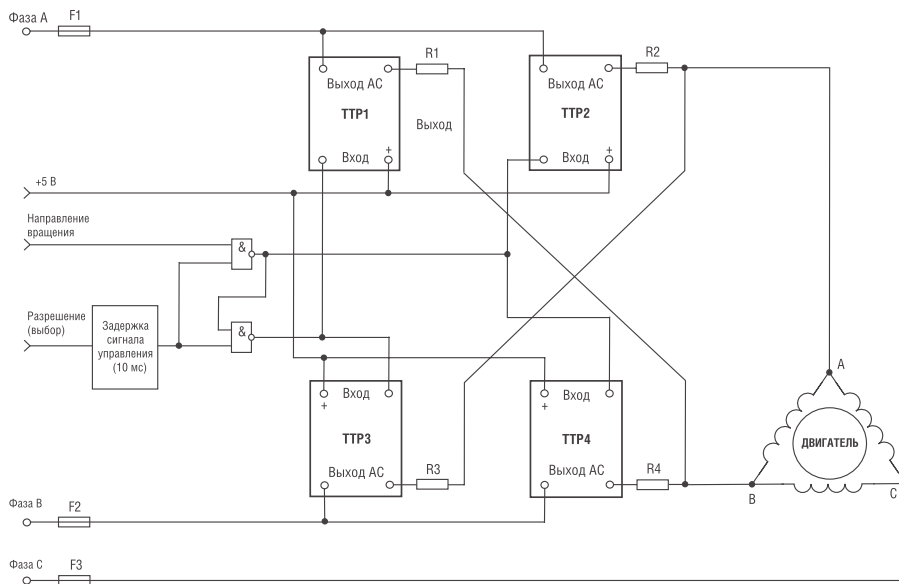 Фаза А
F1
R1
R2
Выход АС
ТТР1
Вход
+
Выход
Выход АС
ТТР2
Вход
+
+5 В
Направление
вращения
&
Разрешение
(выбор)
Задержка
сигнала
управления
(10 мс)
&
Вход
+
ТТР3
Выход АС
R3
Вход
+
ТТР4
Выход АС
R4
A
ДВИГАТЕЛЬ
B
C
Фаза В
F2
Фаза С
F3